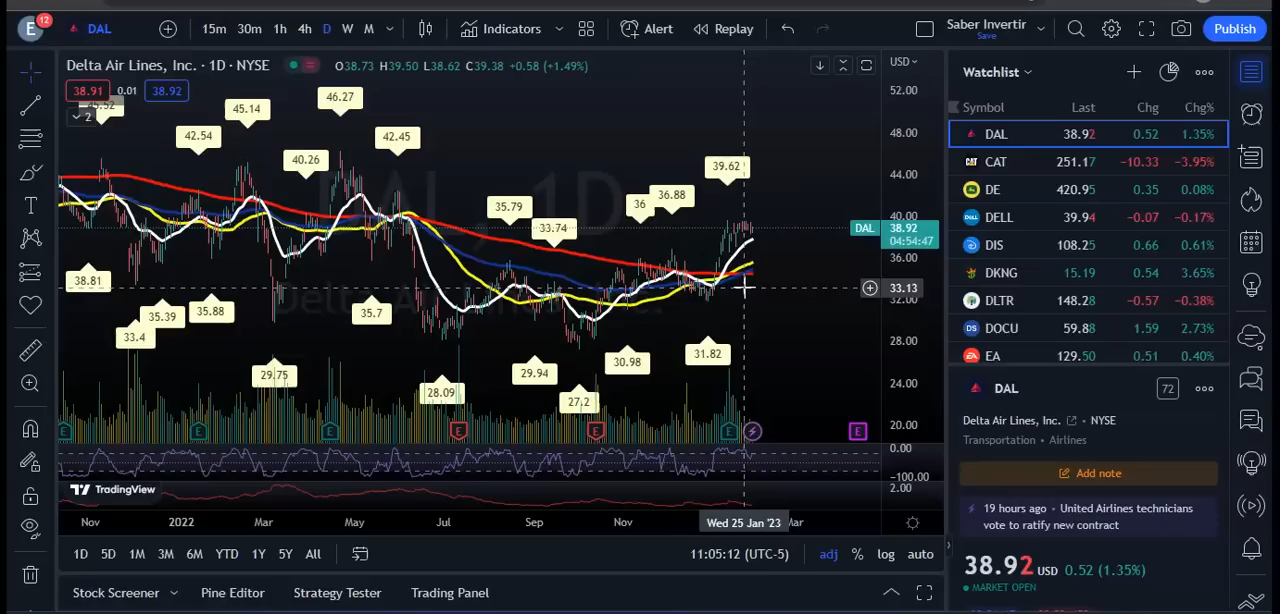 E 12 DAL 15m 30m 1h 4h D W M Indicators Alert Replay Saber Invertir Save Publish
Delta Air Lines, Inc. · 1D · NYSE O38.73 H39.50 L38.62 C39.38 +0.58 (+1.49%)
38.91 0.01 38.92
2
DAL, 1D
Delta Air Lines, Inc.
46.27
45.14
42.54
42.45
40.26
39.62
36.88
36
35.79
33.74
38.81
35.39
35.88
35.7
33.4
31.82
30.98
29.94
29.75
28.09
27.2
E E E E E E E
USD
52.00
48.00
44.00
40.00
DAL 38.92
04:54:47
36.00
33.13
32.00
28.00
24.00
20.00
0.00
−100.00
2.00
TradingView
Nov 2022 Mar May Jul Sep Nov Wed 25 Jan '23 Mar
1D 5D 1M 3M 6M YTD 1Y 5Y All 11:05:12 (UTC-5) adj % log auto
Stock Screener Pine Editor Strategy Tester Trading Panel
Watchlist
Symbol Last Chg Chg%
DAL 38.92 0.52 1.35%
CAT 251.17 −10.33 −3.95%
DE 420.95 0.35 0.08%
DELL 39.94 −0.07 −0.17%
DIS 108.25 0.66 0.61%
DKNG 15.19 0.54 3.65%
DLTR 148.28 −0.57 −0.38%
DOCU 59.88 1.59 2.73%
EA 129.50 0.51 0.40%
DAL 72
Delta Air Lines, Inc. • NYSE
Transportation • Airlines
Add note
19 hours ago • United Airlines technicians
vote to ratify new contract
38.92 USD 0.52 (1.35%)
MARKET OPEN